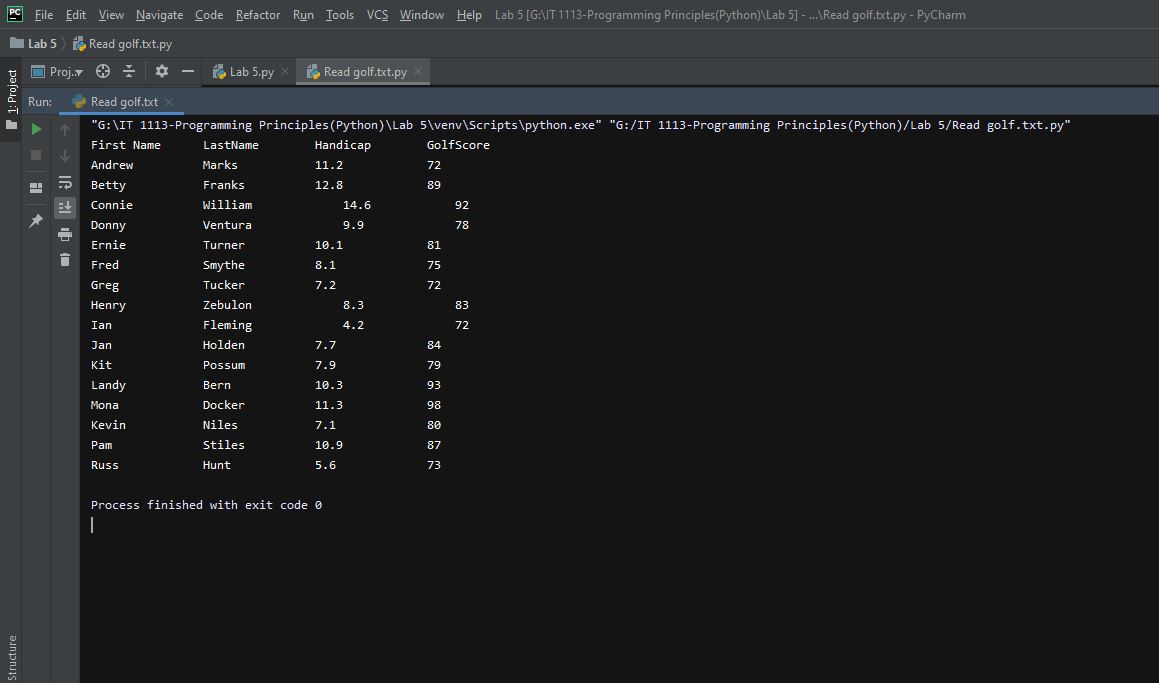 PC File Edit View Navigate Code Refactor Run Tools VCS Window Help Lab 5 [G:\IT 1113-Programming Principles(Python)\Lab 5] - ...\Read golf.txt.py - PyCharm
Lab 5 Read golf.txt.py
1: Project
Proj.. Lab 5.py Read golf.txt.py
Run: Read golf.txt
"G:\IT 1113-Programming Principles(Python)\Lab 5\venv\Scripts\python.exe" "G:/IT 1113-Programming Principles(Python)/Lab 5/Read golf.txt.py"
First Name LastName Handicap GolfScore
Andrew Marks 11.2 72
Betty Franks 12.8 89
Connie William 14.6 92
Donny Ventura 9.9 78
Ernie Turner 10.1 81
Fred Smythe 8.1 75
Greg Tucker 7.2 72
Henry Zebulon 8.3 83
Ian Fleming 4.2 72
Jan Holden 7.7 84
Kit Possum 7.9 79
Landy Bern 10.3 93
Mona Docker 11.3 98
Kevin Niles 7.1 80
Pam Stiles 10.9 87
Russ Hunt 5.6 73
Process finished with exit code 0
Structure